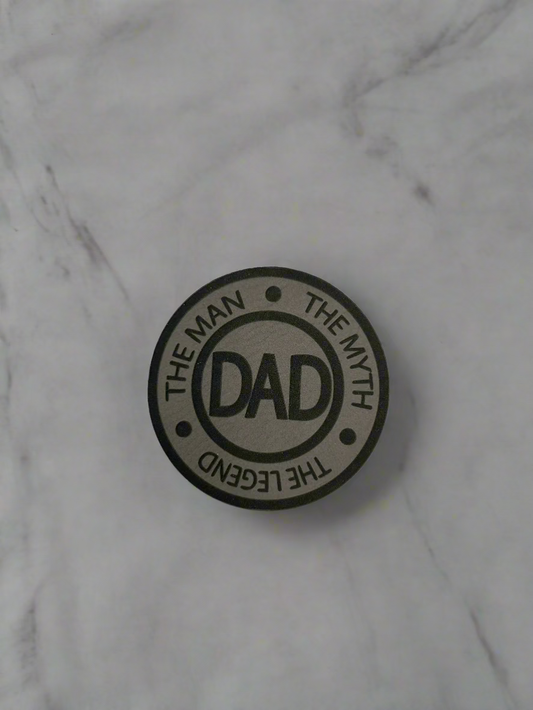 THE MAN
THE MYTH
THE LEGEND
DAD